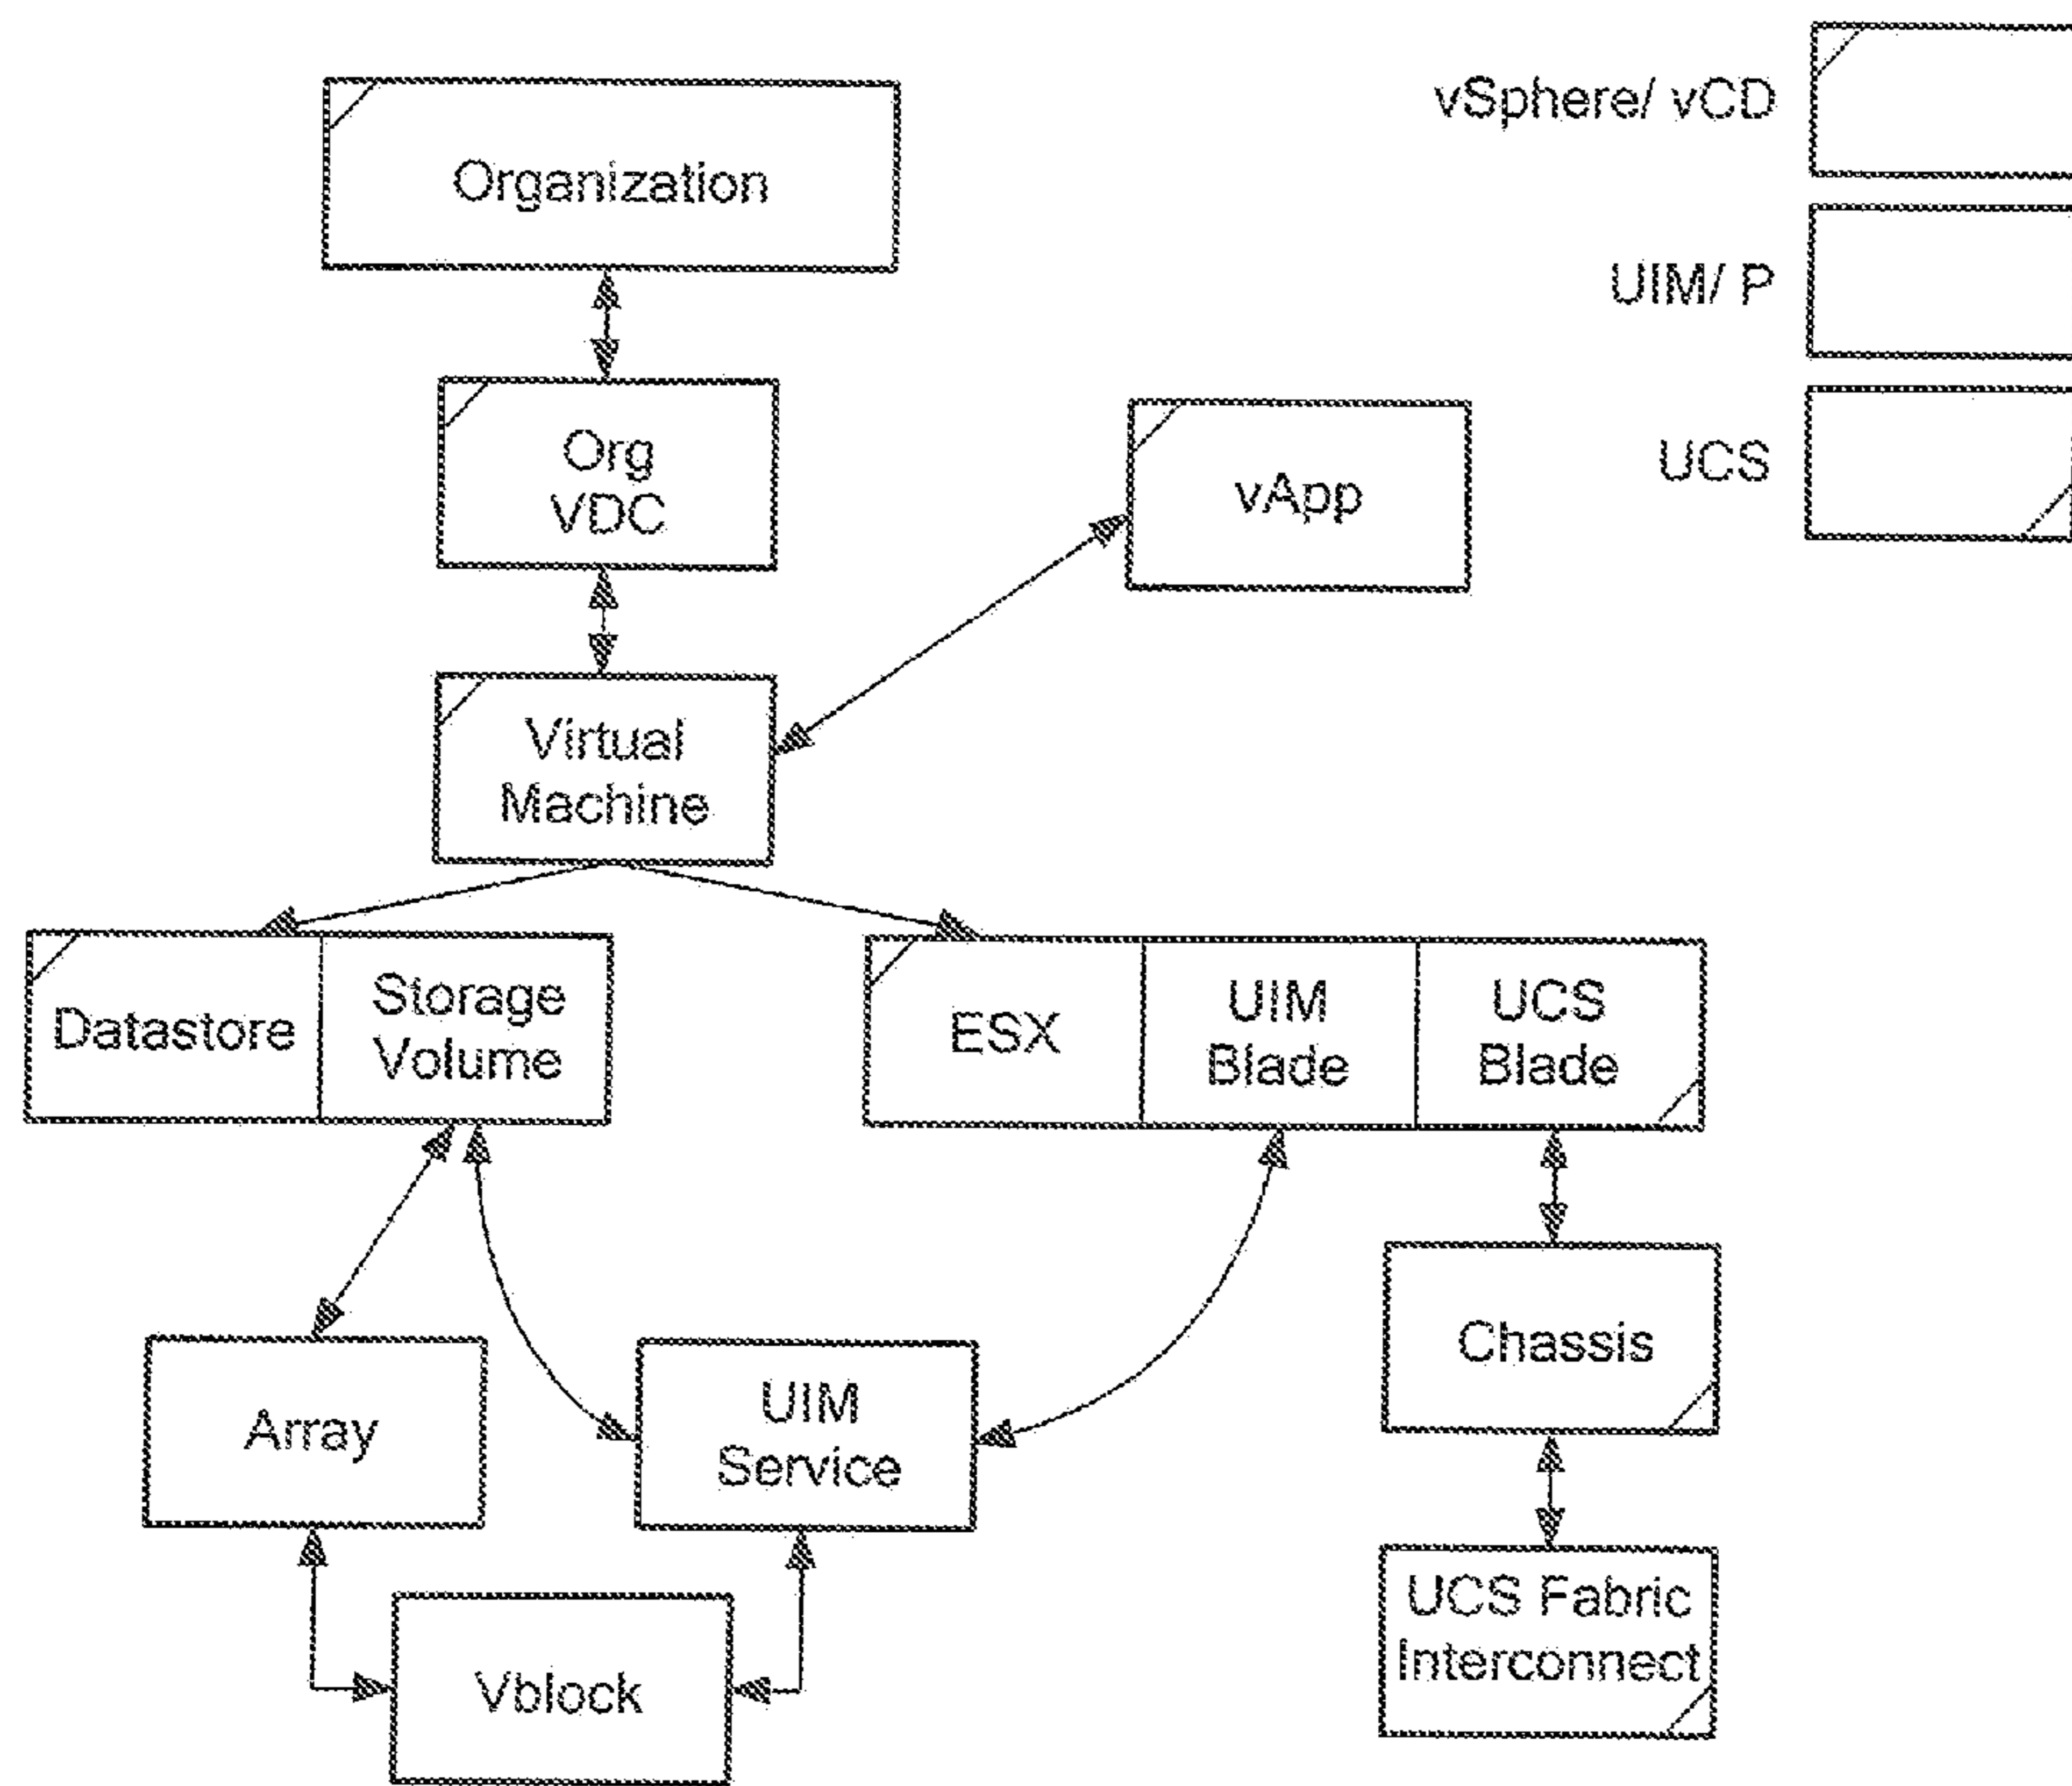 Organization
Org
VDC
Virtual
Machine
vApp
vSphere/ vCD
UIM/ P
UCS
Datastore
Storage
Volume
ESX
UIM
Blade
UCS
Blade
Array
UIM
Service
Chassis
Vblock
UCS Fabric
Interconnect